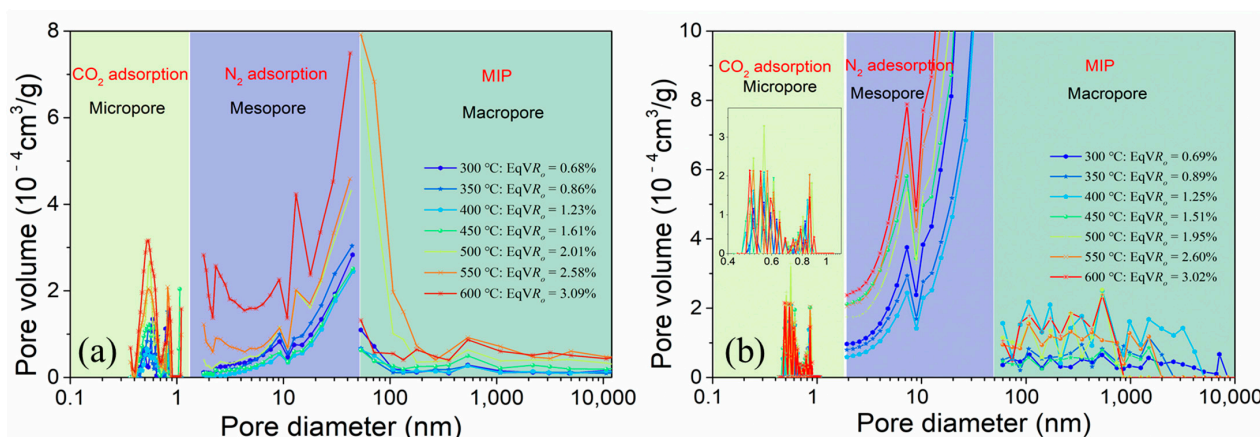 8
6
4
2
0
Pore volume (10⁻⁴cm³/g)
CO₂ adsorption
Micropore
N₂ adsorption
Mesopore
MIP
Macropore
300 ℃: EqVRₒ = 0.68%
350 ℃: EqVRₒ = 0.86%
400 ℃: EqVRₒ = 1.23%
450 ℃: EqVRₒ = 1.61%
500 ℃: EqVRₒ = 2.01%
550 ℃: EqVRₒ = 2.58%
600 ℃: EqVRₒ = 3.09%
(a)
0.1 1 10 100 1,000 10,000
Pore diameter (nm)
10
8
6
4
2
0
Pore volume (10⁻⁴cm³/g)
CO₂ adsorption
Micropore
N₂ adesorption
Mesopore
MIP
Macropore
3
2
1
0
0.4 0.6 0.8 1
300 ℃: EqVRₒ = 0.69%
350 ℃: EqVRₒ = 0.89%
400 ℃: EqVRₒ = 1.25%
450 ℃: EqVRₒ = 1.51%
500 ℃: EqVRₒ = 1.95%
550 ℃: EqVRₒ = 2.60%
600 ℃: EqVRₒ = 3.02%
(b)
0.1 1 10 100 1,000 10,000
Pore diameter (nm)